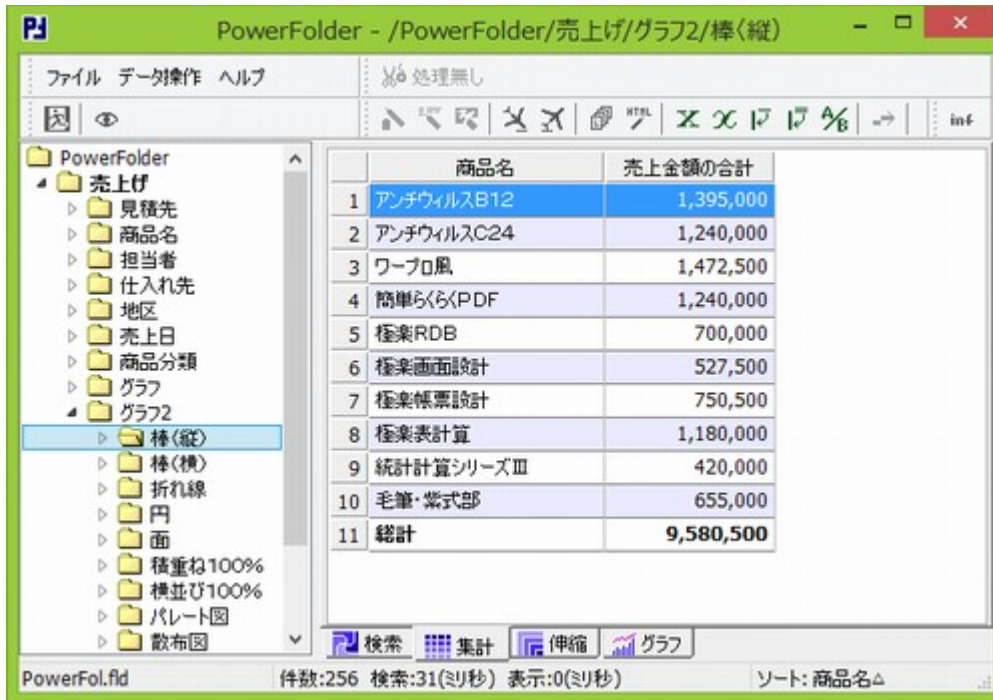 PowerFolder - /PowerFolder/売上げ/グラフ2/棒(縦)
ファイル データ操作 ヘルプ 処理無し
HTML A/B inf
PowerFolder
売上げ
見積先
商品名
担当者
仕入れ先
地区
売上日
商品分類
グラフ
グラフ2
棒(縦)
棒(横)
折れ線
円
面
積重ね100%
横並び100%
パレート図
散布図
商品名 売上金額の合計
1 アンチウィルスB12 1,395,000
2 アンチウィルスC24 1,240,000
3 ワープロ風 1,472,500
4 簡単らくらくPDF 1,240,000
5 極楽RDB 700,000
6 極楽画面設計 527,500
7 極楽帳票設計 750,500
8 極楽表計算 1,180,000
9 統計計算シリーズⅢ 420,000
10 毛筆・紫式部 655,000
11 総計 9,580,500
検索 集計 伸縮 グラフ
PowerFol.fld 件数:256 検索:31(ミリ秒) 表示:0(ミリ秒) ソート: 商品名△